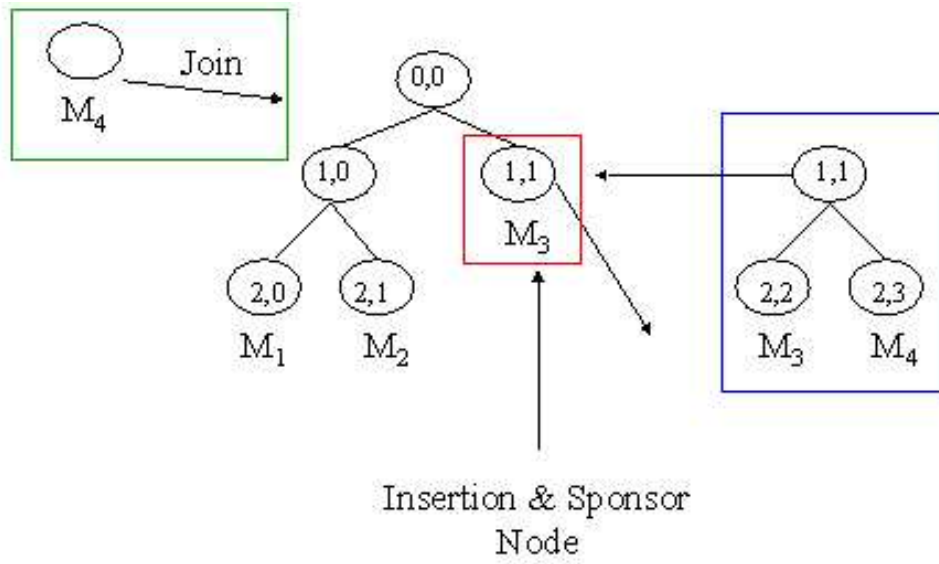 Join
M₄
0,0
1,0
1,1
1,1
M₃
2,0
2,1
2,2
2,3
M₁
M₂
M₃
M₄
Insertion & Sponsor
Node